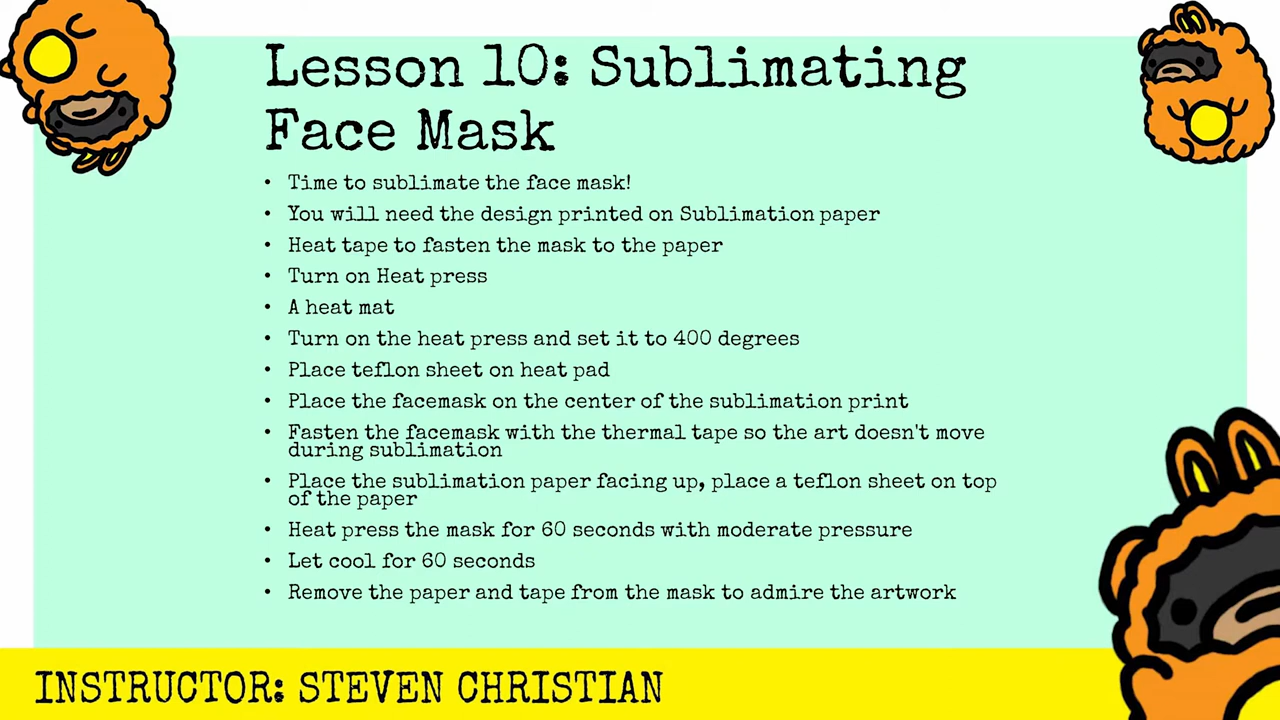 Lesson 10: Sublimating
Face Mask
• Time to sublimate the face mask!
• You will need the design printed on Sublimation paper
• Heat tape to fasten the mask to the paper
• Turn on Heat press
• A heat mat
• Turn on the heat press and set it to 400 degrees
• Place teflon sheet on heat pad
• Place the facemask on the center of the sublimation print
• Fasten the facemask with the thermal tape so the art doesn't move
during sublimation
• Place the sublimation paper facing up, place a teflon sheet on top
of the paper
• Heat press the mask for 60 seconds with moderate pressure
• Let cool for 60 seconds
• Remove the paper and tape from the mask to admire the artwork
INSTRUCTOR: STEVEN CHRISTIAN